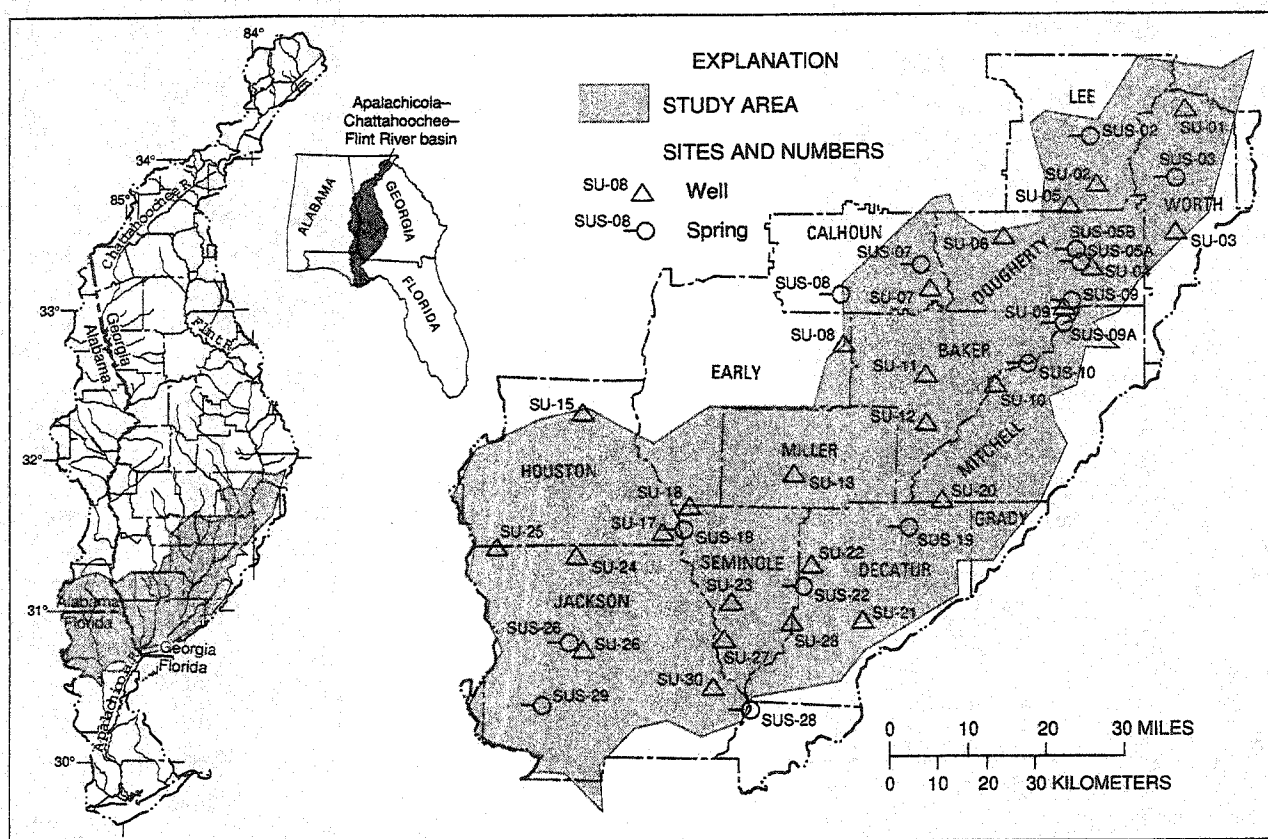 84°
34°
85°
Chattahoochee R
33°
Georgia
Alabama
Flint R
32°
31°
Alabama
Florida
Georgia
Florida
Apalachicola R
30°
Apalachicola–
Chattahoochee–
Flint River basin
ALABAMA
GEORGIA
FLORIDA
EXPLANATION
STUDY AREA
SITES AND NUMBERS
SU-08 Well
SUS-08 Spring
LEE
SUS-02
SU-01
SUS-03
SU-02
SU-05
WORTH
SU-03
CALHOUN
SUS-07
SU-06
DOUGHERTY
SUS-05B
SUS-05A
SU-04
SUS-08
SU-07
SUS-09
SU-09
SUS-09A
SU-08
BAKER
EARLY
SU-11
SUS-10
SU-10
SU-12
MITCHELL
SU-15
HOUSTON
MILLER
SU-13
SU-18
SU-20
GRADY
SU-17
SUS-18
SUS-19
SU-25
SU-24
SEMINOLE
SU-22
DECATUR
SU-23
SUS-22
JACKSON
SU-21
SUS-26
SU-26
SU-27
SU-28
SU-30
SUS-29
SUS-28
0 10 20 30 MILES
0 10 20 30 KILOMETERS